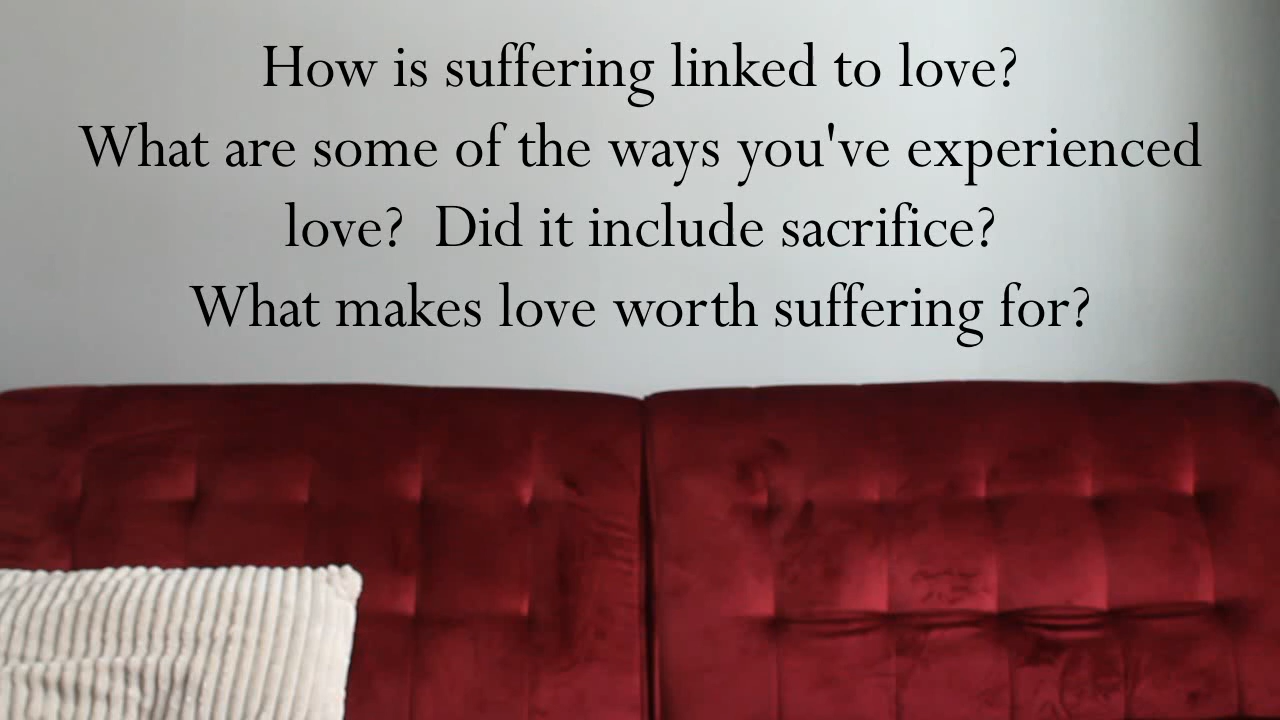 How is suffering linked to love?
What are some of the ways you've experienced
love?  Did it include sacrifice?
What makes love worth suffering for?